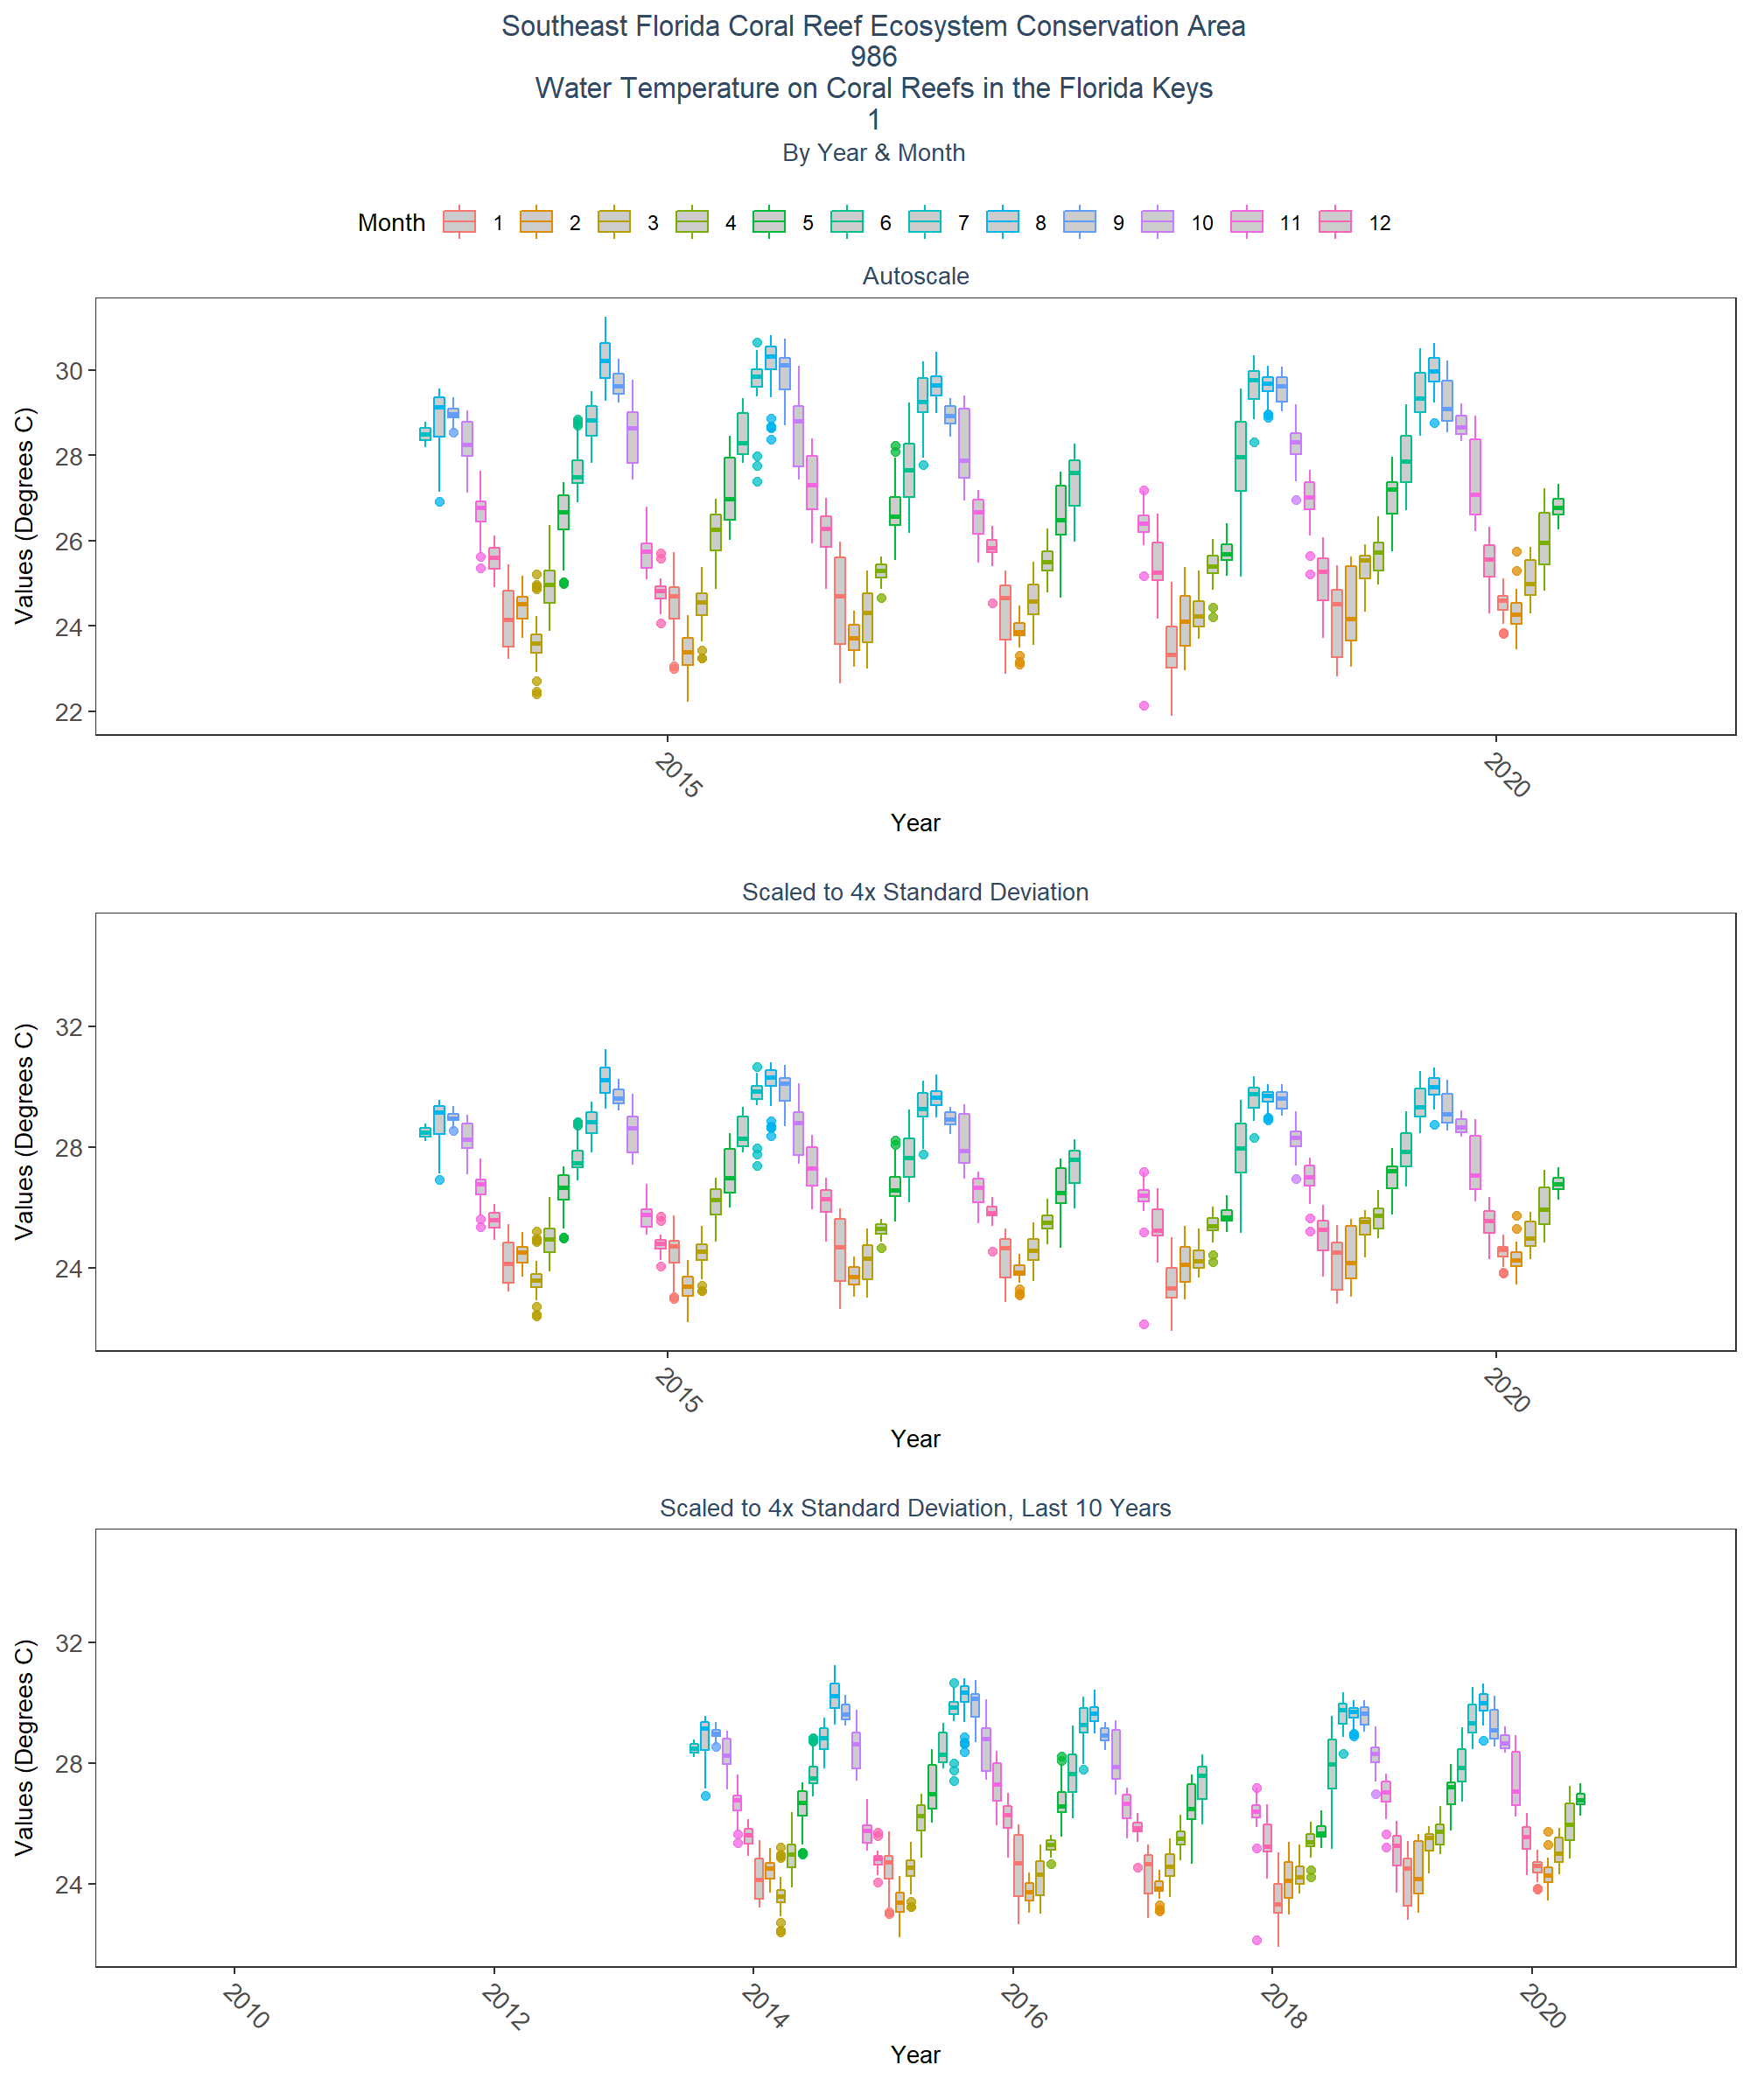 Southeast Florida Coral Reef Ecosystem Conservation Area
986
Water Temperature on Coral Reefs in the Florida Keys
1
By Year & Month
Month 1 2 3 4 5 6 7 8 9 10 11 12
Autoscale
Values (Degrees C)
30
28
26
24
22
2015 2020
Year
Scaled to 4x Standard Deviation
Values (Degrees C)
32
28
24
2015 2020
Year
Scaled to 4x Standard Deviation, Last 10 Years
Values (Degrees C)
32
28
24
2010 2012 2014 2016 2018 2020
Year